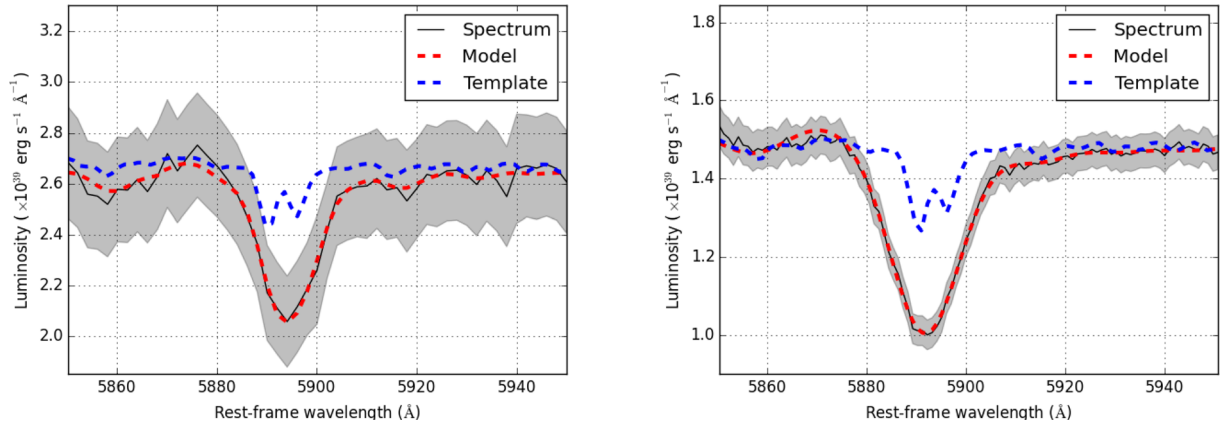 3.2
3.0
2.8
2.6
2.4
2.2
2.0
Luminosity ( ×10³⁹ erg s⁻¹ Å⁻¹ )
Spectrum
Model
Template
5860 5880 5900 5920 5940
Rest-frame wavelength (Å)
1.8
1.6
1.4
1.2
1.0
Luminosity ( ×10³⁹ erg s⁻¹ Å⁻¹ )
Spectrum
Model
Template
5860 5880 5900 5920 5940
Rest-frame wavelength (Å)